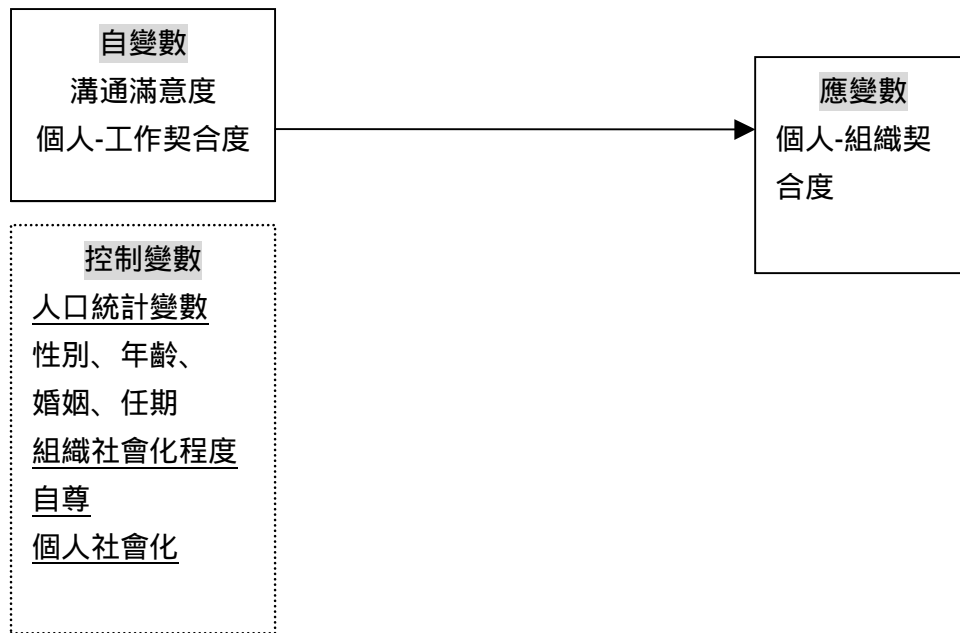 自變數
溝通滿意度
個人-工作契合度
應變數
個人-組織契
合度
控制變數
人口統計變數
性別、年齡、
婚姻、任期
組織社會化程度
自尊
個人社會化